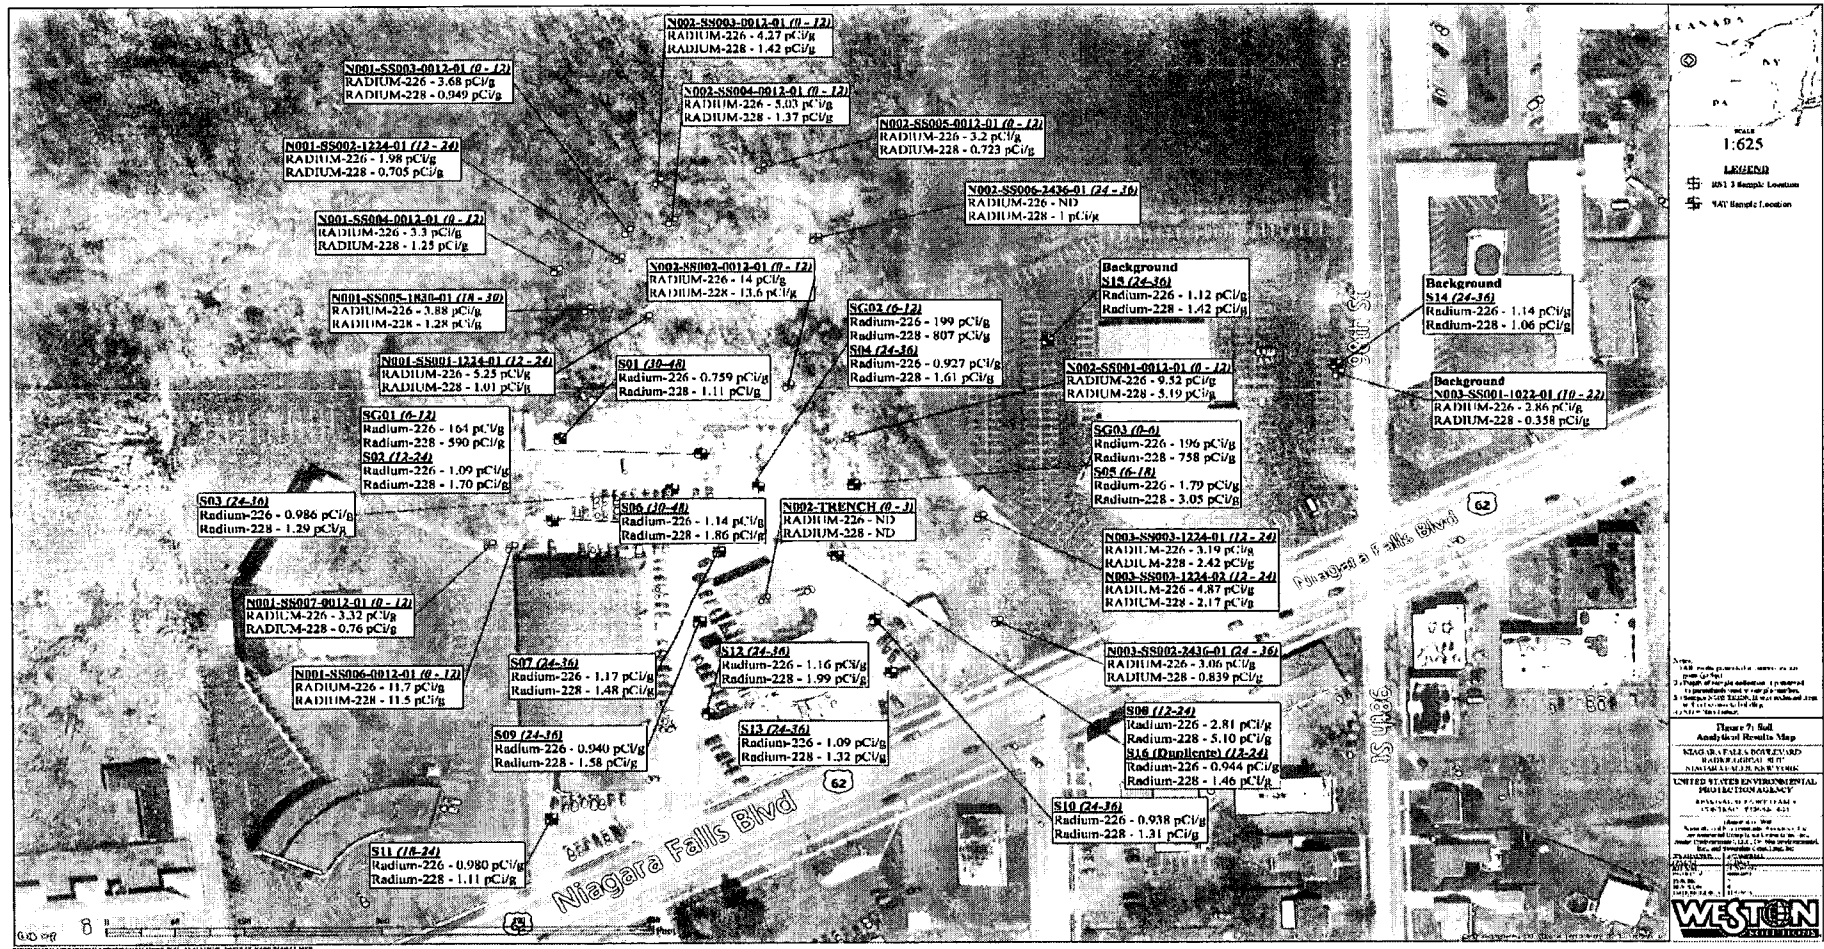 N002-SS003-0012-01 (0 - 12)
RADIUM-226 - 4.27 pCi/g
RADIUM-228 - 1.42 pCi/g
N001-SS003-0012-01 (0 - 12)
RADIUM-226 - 3.68 pCi/g
RADIUM-228 - 0.949 pCi/g
N002-SS004-0012-01 (0 - 12)
RADIUM-226 - 5.03 pCi/g
RADIUM-228 - 1.37 pCi/g
N002-SS005-0012-01 (0 - 12)
RADIUM-226 - 3.2 pCi/g
RADIUM-228 - 0.723 pCi/g
N001-SS002-1224-01 (12 - 24)
RADIUM-226 - 1.98 pCi/g
RADIUM-228 - 0.705 pCi/g
N002-SS006-2436-01 (24 - 36)
RADIUM-226 - ND
RADIUM-228 - 1 pCi/g
N001-SS004-0012-01 (0 - 12)
RADIUM-226 - 3.3 pCi/g
RADIUM-228 - 1.25 pCi/g
N002-SS002-0012-01 (0 - 12)
RADIUM-226 - 14 pCi/g
RADIUM-228 - 13.6 pCi/g
N001-SS005-1830-01 (18 - 30)
RADIUM-226 - 3.88 pCi/g
RADIUM-228 - 1.28 pCi/g
SG02 (6-12)
Radium-226 - 199 pCi/g
Radium-228 - 807 pCi/g
S04 (24-36)
Radium-226 - 0.927 pCi/g
Radium-228 - 1.61 pCi/g
Background
S15 (24-36)
Radium-226 - 1.12 pCi/g
Radium-228 - 1.42 pCi/g
Background
S14 (24-36)
Radium-226 - 1.14 pCi/g
Radium-228 - 1.06 pCi/g
N001-SS001-1224-01 (12 - 24)
RADIUM-226 - 5.25 pCi/g
RADIUM-228 - 1.01 pCi/g
S01 (30-48)
Radium-226 - 0.759 pCi/g
Radium-228 - 1.11 pCi/g
N002-SS001-0012-01 (0 - 12)
RADIUM-226 - 9.52 pCi/g
RADIUM-228 - 5.19 pCi/g
Background
N003-SS001-1022-01 (10 - 22)
RADIUM-226 - 2.86 pCi/g
RADIUM-228 - 0.358 pCi/g
SG01 (6-12)
Radium-226 - 164 pCi/g
Radium-228 - 590 pCi/g
S02 (12-24)
Radium-226 - 1.09 pCi/g
Radium-228 - 1.70 pCi/g
SG03 (0-6)
Radium-226 - 196 pCi/g
Radium-228 - 758 pCi/g
S05 (6-18)
Radium-226 - 1.79 pCi/g
Radium-228 - 3.05 pCi/g
S03 (24-36)
Radium-226 - 0.986 pCi/g
Radium-228 - 1.29 pCi/g
S06 (30-48)
Radium-226 - 1.14 pCi/g
Radium-228 - 1.86 pCi/g
N002-TRENCH (0 - 3)
RADIUM-226 - ND
RADIUM-228 - ND
N003-SS003-1224-01 (12 - 24)
RADIUM-226 - 3.19 pCi/g
RADIUM-228 - 2.42 pCi/g
N003-SS003-1224-02 (12 - 24)
RADIUM-226 - 4.87 pCi/g
RADIUM-228 - 2.17 pCi/g
N001-SS007-0012-01 (0 - 12)
RADIUM-226 - 3.32 pCi/g
RADIUM-228 - 0.76 pCi/g
N001-SS006-0012-01 (0 - 12)
RADIUM-226 - 11.7 pCi/g
RADIUM-228 - 11.5 pCi/g
S07 (24-36)
Radium-226 - 1.17 pCi/g
Radium-228 - 1.48 pCi/g
S12 (24-36)
Radium-226 - 1.16 pCi/g
Radium-228 - 1.99 pCi/g
N003-SS002-2436-01 (24 - 36)
RADIUM-226 - 3.06 pCi/g
RADIUM-228 - 0.839 pCi/g
S09 (24-36)
Radium-226 - 0.940 pCi/g
Radium-228 - 1.58 pCi/g
S13 (24-36)
Radium-226 - 1.09 pCi/g
Radium-228 - 1.32 pCi/g
S08 (12-24)
Radium-226 - 2.81 pCi/g
Radium-228 - 5.10 pCi/g
S16 (Duplicate) (12-24)
Radium-226 - 0.944 pCi/g
Radium-228 - 1.46 pCi/g
S10 (24-36)
Radium-226 - 0.938 pCi/g
Radium-228 - 1.31 pCi/g
S11 (18-24)
Radium-226 - 0.980 pCi/g
Radium-228 - 1.11 pCi/g
Niagara Falls Blvd
62
Niagara Falls Blvd
62
CANADA
NY
PA
SCALE
1:625
LEGEND
RST 3 Sample Location
SAT Sample Location
Notes:
Figure 7: Soil
Analytical Results Map
NIAGARA FALLS BOULEVARD
RADIOLOGICAL SITE
NIAGARA FALLS, NEW YORK
UNITED STATES ENVIRONMENTAL
PROTECTION AGENCY
WESTON
SOLUTIONS